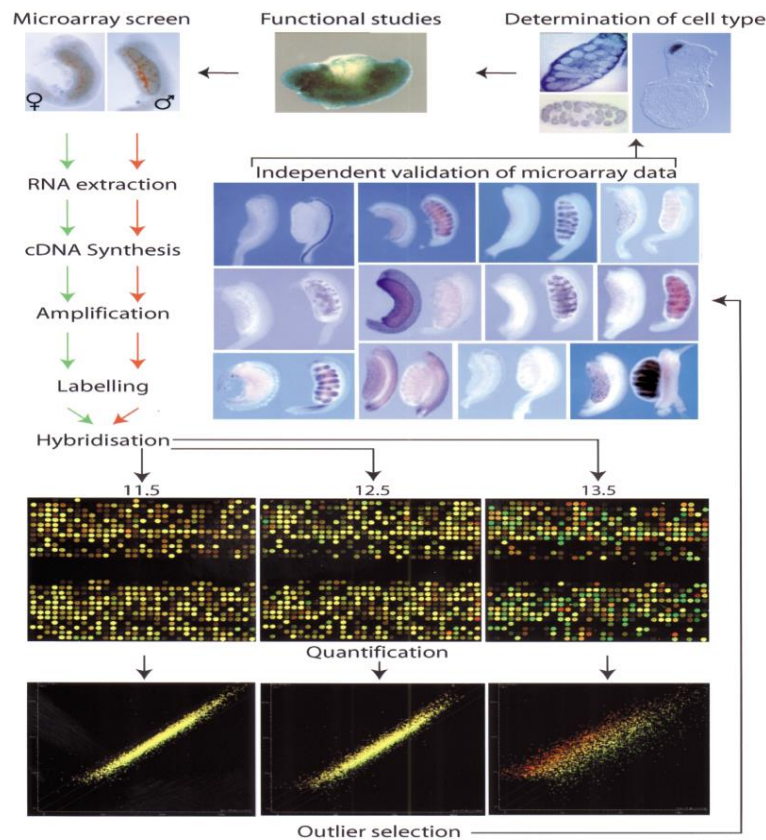 Microarray screen
Functional studies
Determination of cell type
♀
♂
Independent validation of microarray data
RNA extraction
cDNA Synthesis
Amplification
Labelling
Hybridisation
11.5
12.5
13.5
Quantification
Outlier selection